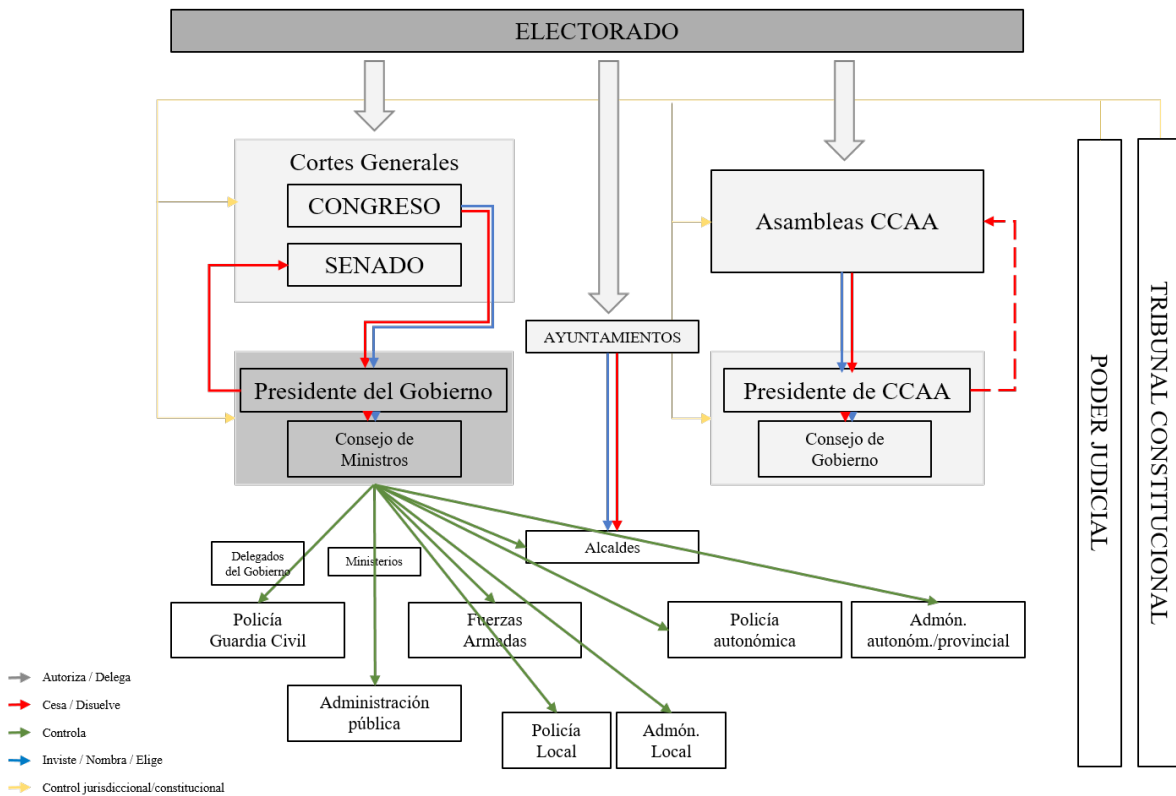 ELECTORADO
Cortes Generales
CONGRESO
SENADO
Asambleas CCAA
AYUNTAMIENTOS
Presidente del Gobierno
Consejo de
Ministros
Presidente de CCAA
Consejo de
Gobierno
Alcaldes
Delegados
del Gobierno
Ministerios
Policía
Guardia Civil
Fuerzas
Armadas
Policía
autonómica
Admón.
autonóm./provincial
Administración
pública
Policía
Local
Admón.
Local
PODER JUDICIAL
TRIBUNAL CONSTITUCIONAL
Autoriza / Delega
Cesa / Disuelve
Controla
Inviste / Nombra / Elige
Control jurisdiccional/constitucional